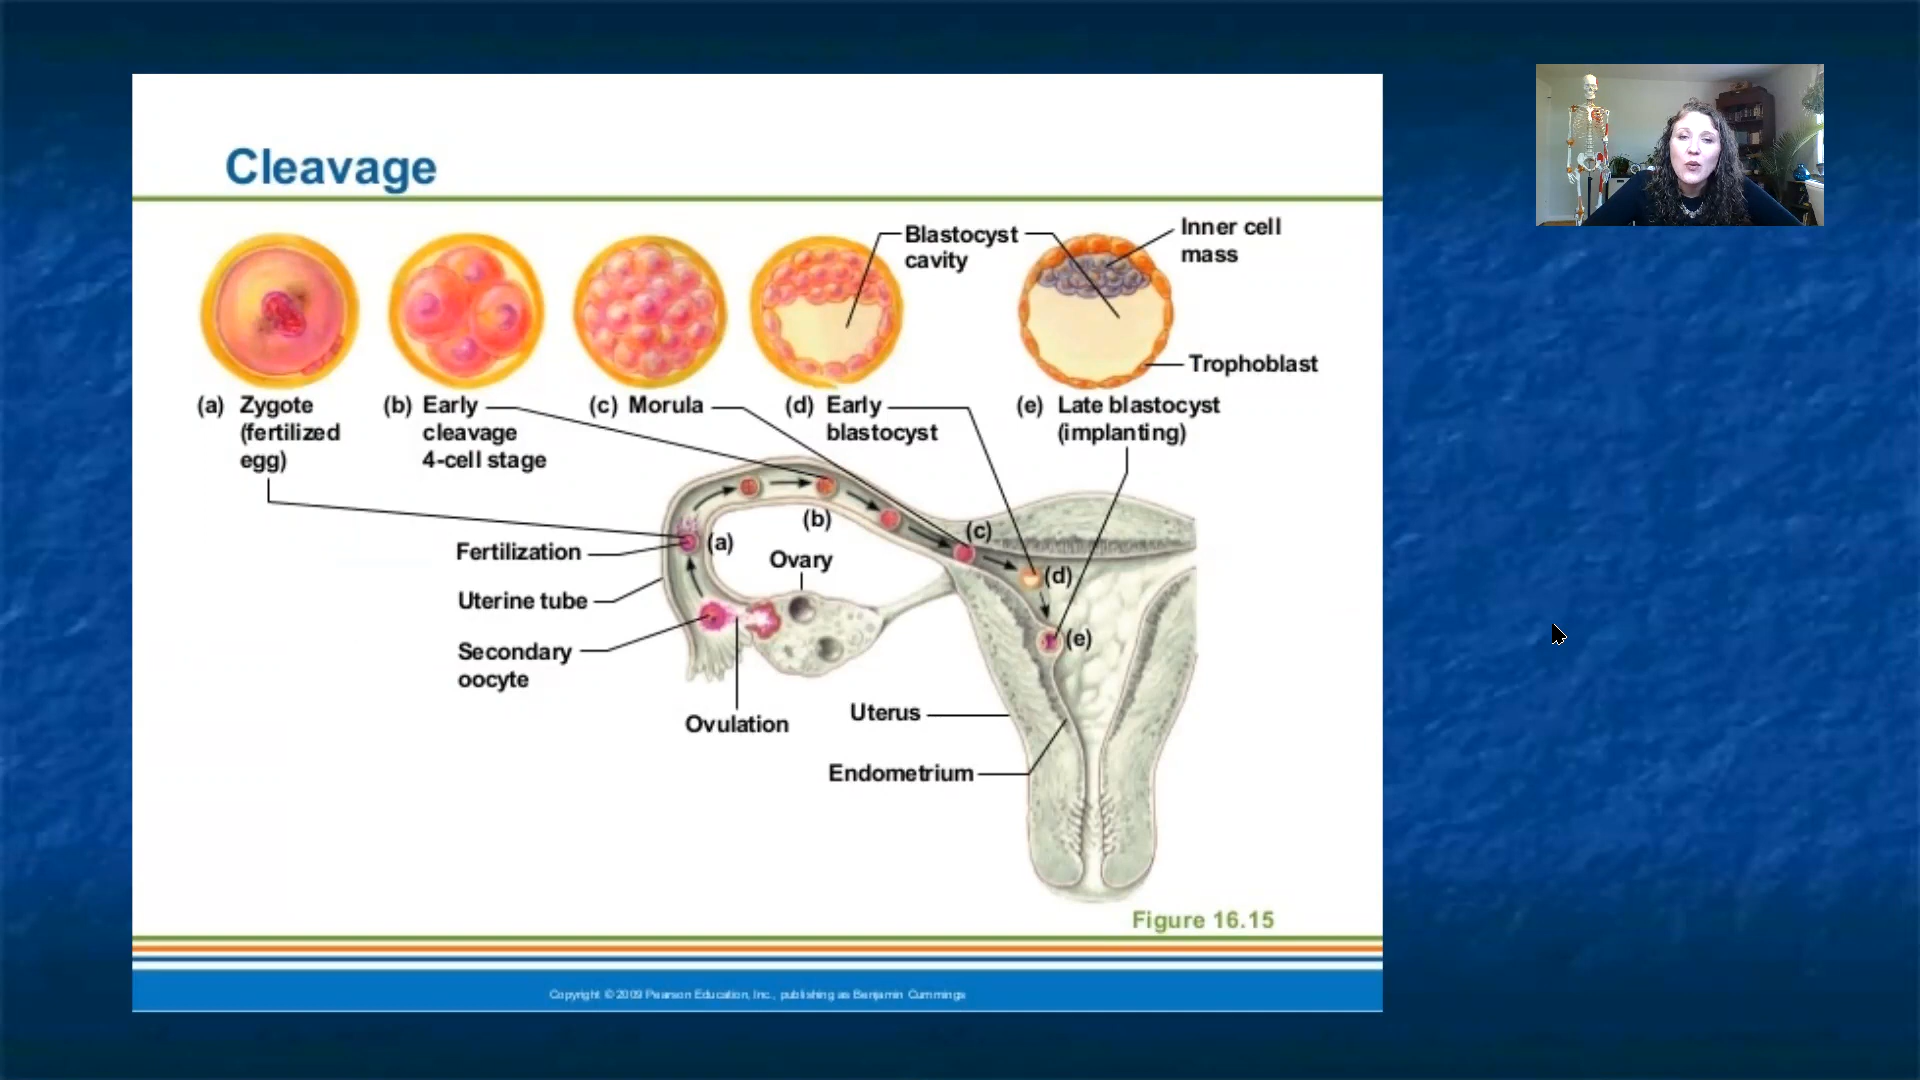 Cleavage
Blastocyst
cavity
Inner cell
mass
Trophoblast
(a) Zygote
(fertilized
egg)
(b) Early
cleavage
4-cell stage
(c) Morula
(d) Early
blastocyst
(e) Late blastocyst
(implanting)
(a)
(b)
(c)
(d)
(e)
Fertilization
Ovary
Uterine tube
Secondary
oocyte
Ovulation
Uterus
Endometrium
Figure 16.15
Copyright © 2009 Pearson Education, Inc., publishing as Benjamin Cummings